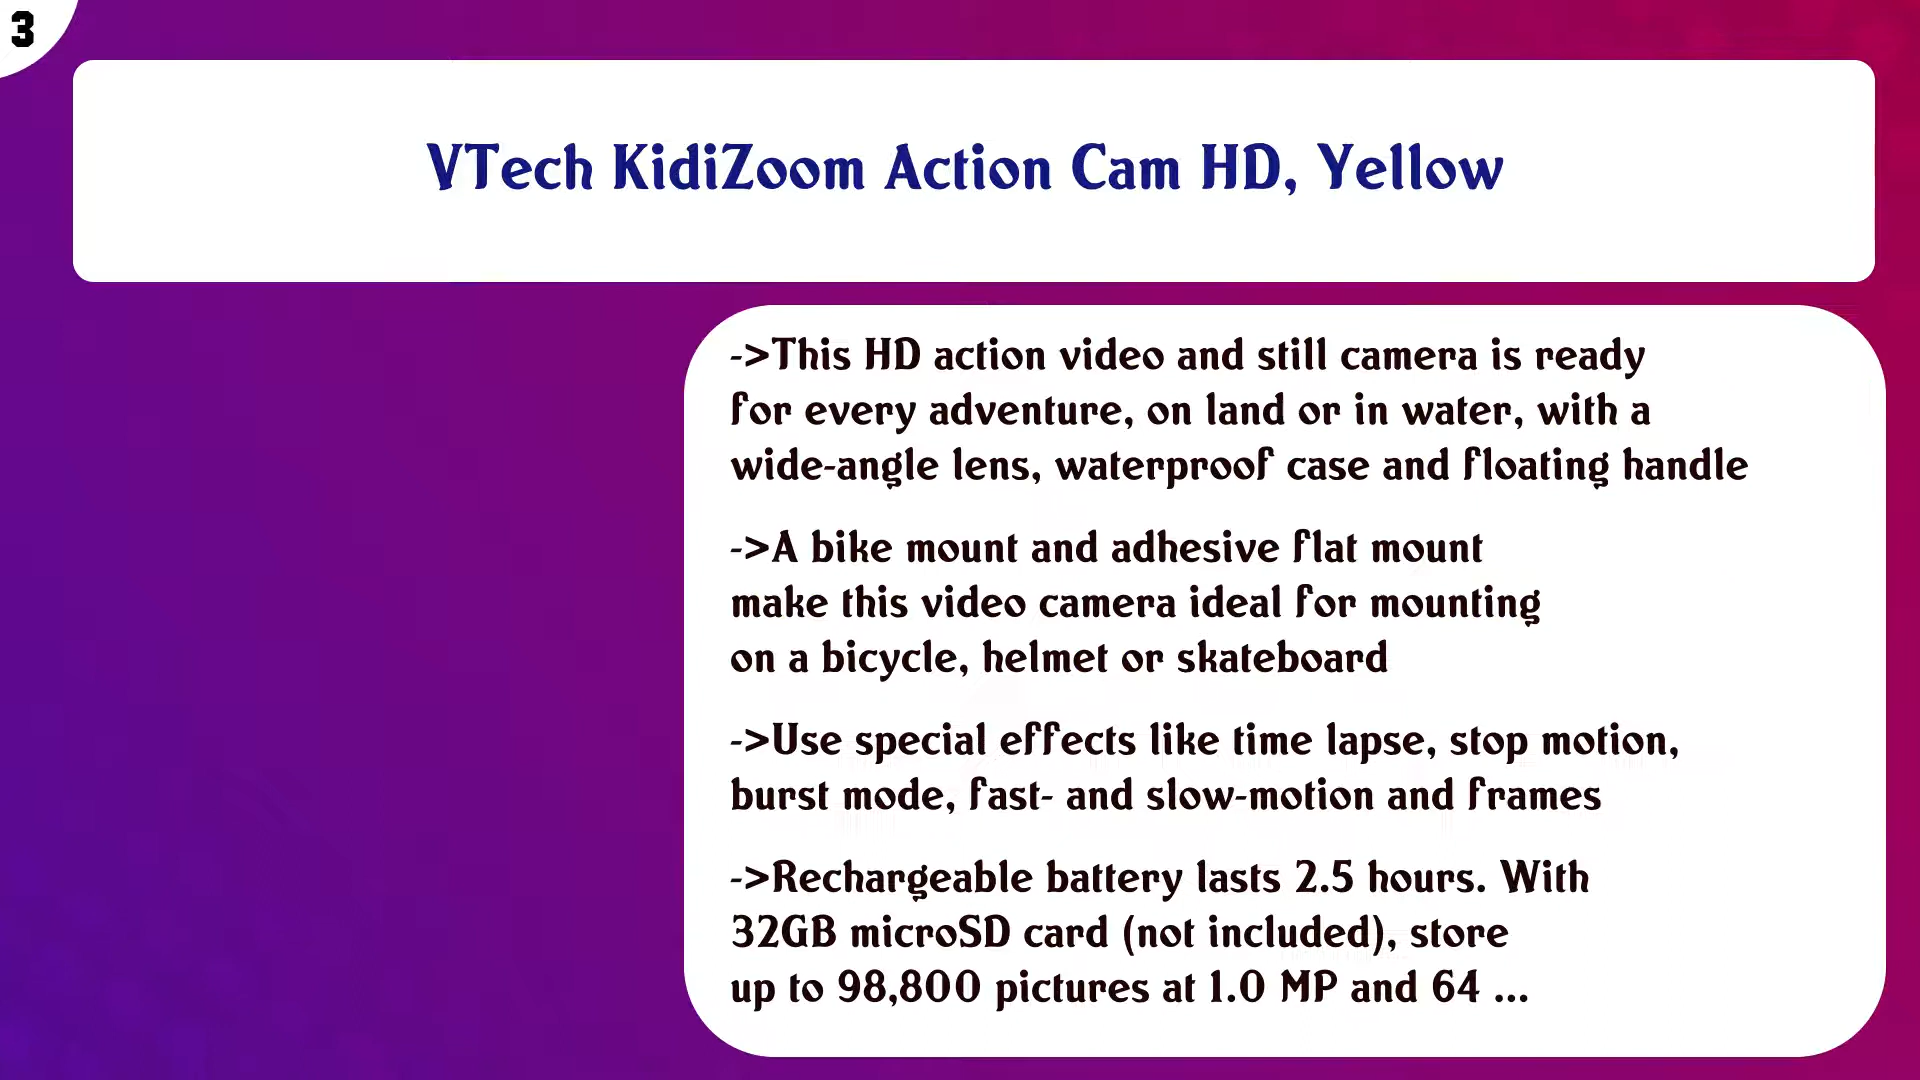 3
VTech KidiZoom Action Cam HD, Yellow
->This HD action video and still camera is ready
for every adventure, on land or in water, with a
wide-angle lens, waterproof case and floating handle
->A bike mount and adhesive flat mount
make this video camera ideal for mounting
on a bicycle, helmet or skateboard
->Use special effects like time lapse, stop motion,
burst mode, fast- and slow-motion and frames
->Rechargeable battery lasts 2.5 hours. With
32GB microSD card (not included), store
up to 98,800 pictures at 1.0 MP and 64 ...